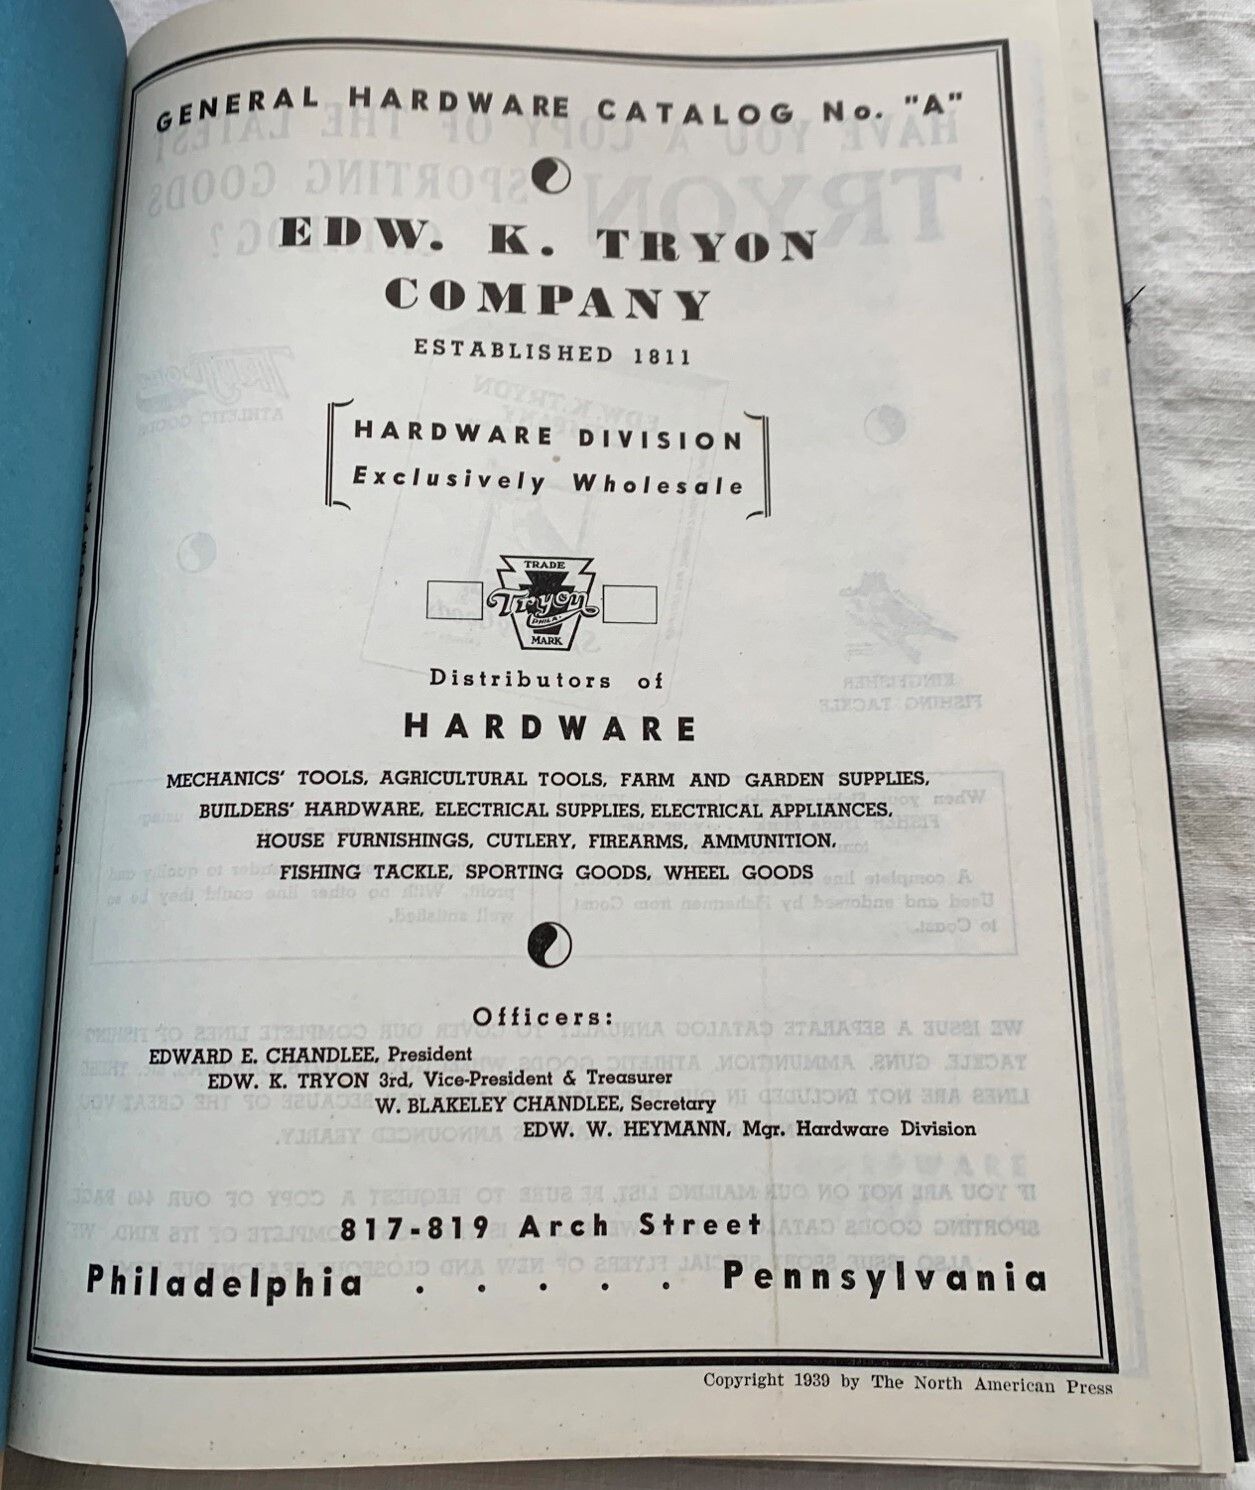 GENERAL HARDWARE CATALOG No. "A"
EDW. K. TRYON
COMPANY
ESTABLISHED 1811
HARDWARE DIVISION
Exclusively Wholesale
TRADE
Tryon
PHILA.
MARK
Distributors of
HARDWARE
MECHANICS' TOOLS, AGRICULTURAL TOOLS, FARM AND GARDEN SUPPLIES,
BUILDERS' HARDWARE, ELECTRICAL SUPPLIES, ELECTRICAL APPLIANCES,
HOUSE FURNISHINGS, CUTLERY, FIREARMS, AMMUNITION,
FISHING TACKLE, SPORTING GOODS, WHEEL GOODS
Officers:
EDWARD E. CHANDLEE, President
EDW. K. TRYON 3rd, Vice-President & Treasurer
W. BLAKELEY CHANDLEE, Secretary
EDW. W. HEYMANN, Mgr. Hardware Division
817-819 Arch Street
Philadelphia . . . . . Pennsylvania
Copyright 1939 by The North American Press